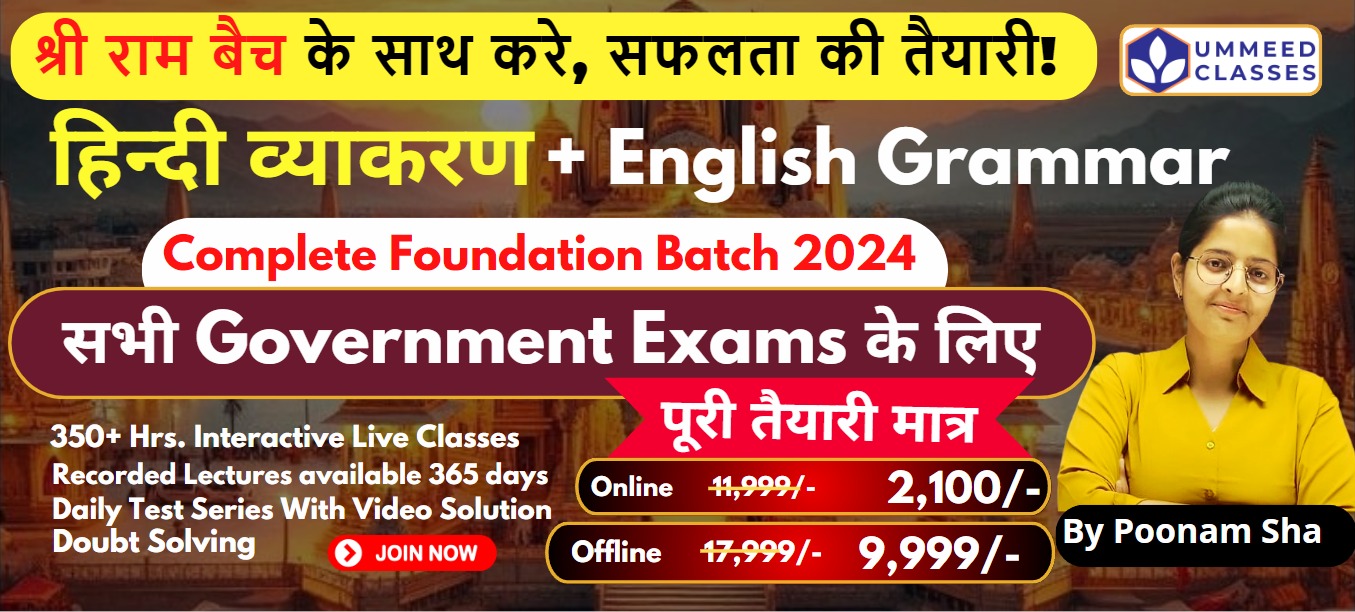 श्री राम बैच के साथ करे, सफलता की तैयारी!
UMMEED
CLASSES
हिन्दी व्याकरण + English Grammar
Complete Foundation Batch 2024
सभी Government Exams के लिए
पूरी तैयारी मात्र
350+ Hrs. Interactive Live Classes
Recorded Lectures available 365 days
Daily Test Series With Video Solution
Doubt Solving
JOIN NOW
Online 11,999/- 2,100/-
Offline 17,999/- 9,999/-
By Poonam Sha